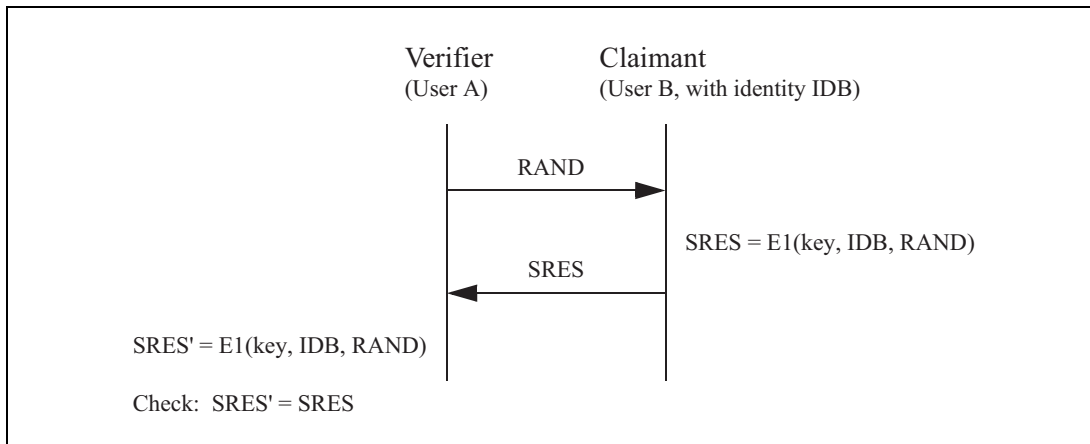 Verifier
(User A)
Claimant
(User B, with identity IDB)
RAND
SRES = E1(key, IDB, RAND)
SRES
SRES' = E1(key, IDB, RAND)
Check: SRES' = SRES